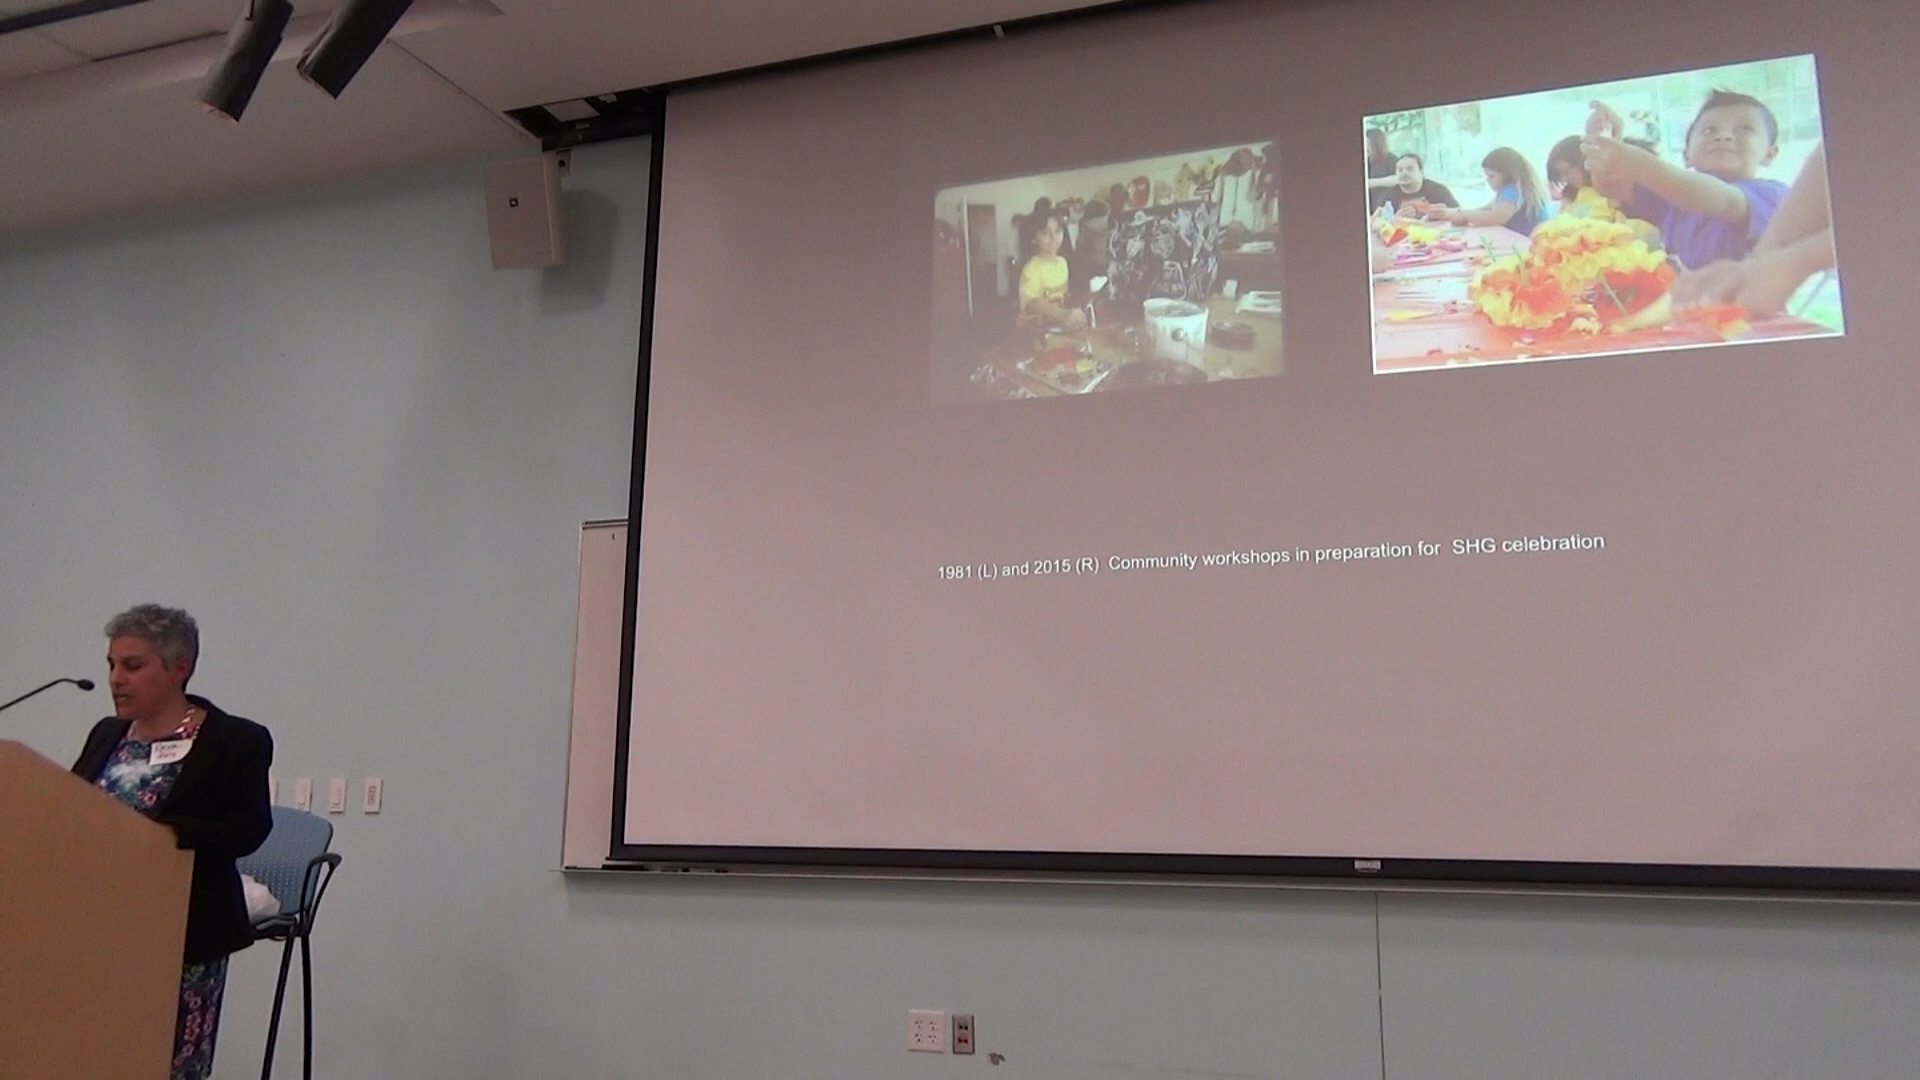 1981 (L) and 2015 (R) Community workshops in preparation for SHG celebration